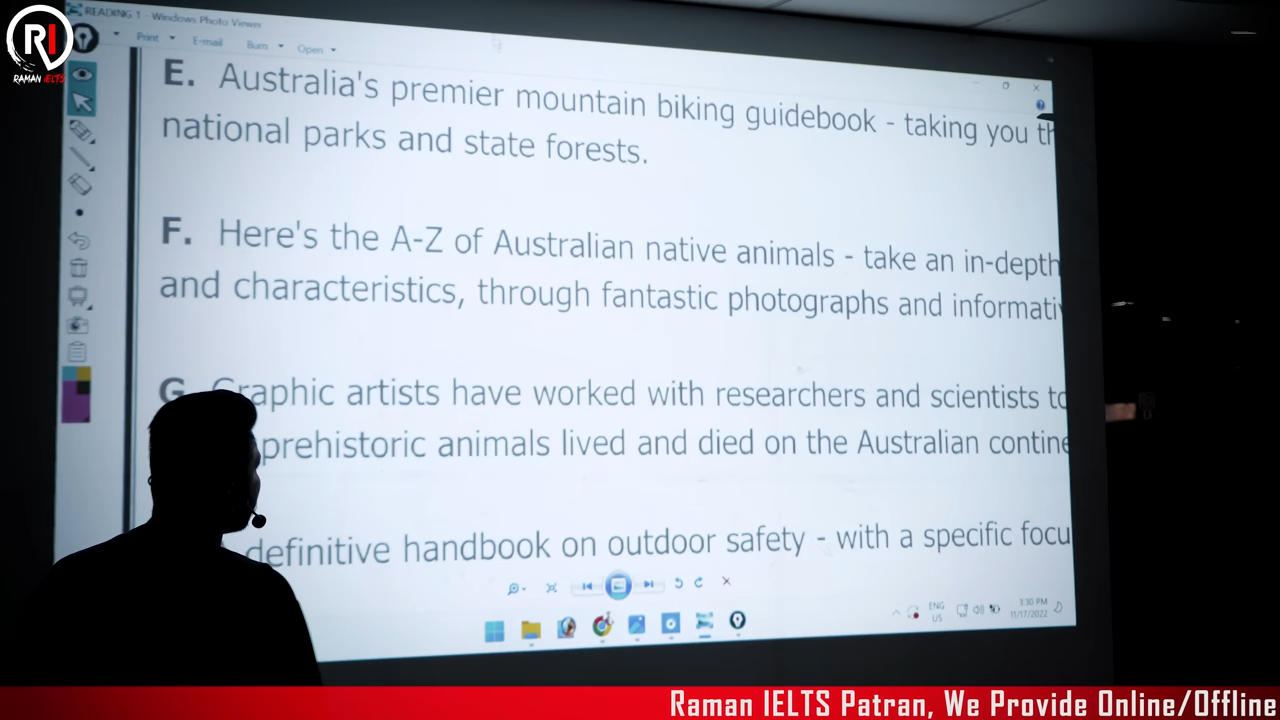 RI
RAMAN IELTS
READING 1 - Windows Photo Viewer
Print E-mail Burn Open
E. Australia's premier mountain biking guidebook - taking you th
national parks and state forests.
F. Here's the A-Z of Australian native animals - take an in-depth
and characteristics, through fantastic photographs and informati
G. Graphic artists have worked with researchers and scientists to
prehistoric animals lived and died on the Australian contine
definitive handbook on outdoor safety - with a specific focu
ENG
US
3:30 PM
11/17/2022
Raman IELTS Patran, We Provide Online/Offline